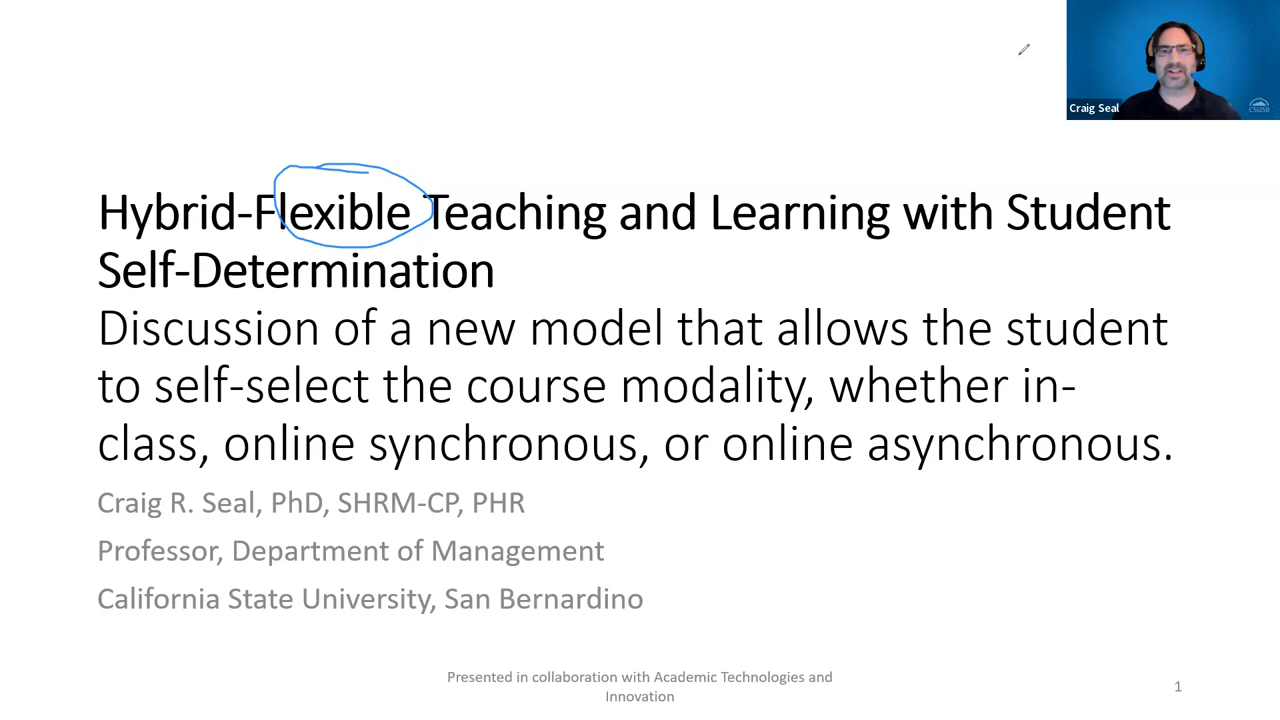 Craig Seal
CSUSB
Hybrid-Flexible Teaching and Learning with Student
Self-Determination
Discussion of a new model that allows the student
to self-select the course modality, whether in-
class, online synchronous, or online asynchronous.
Craig R. Seal, PhD, SHRM-CP, PHR
Professor, Department of Management
California State University, San Bernardino
Presented in collaboration with Academic Technologies and
Innovation
1